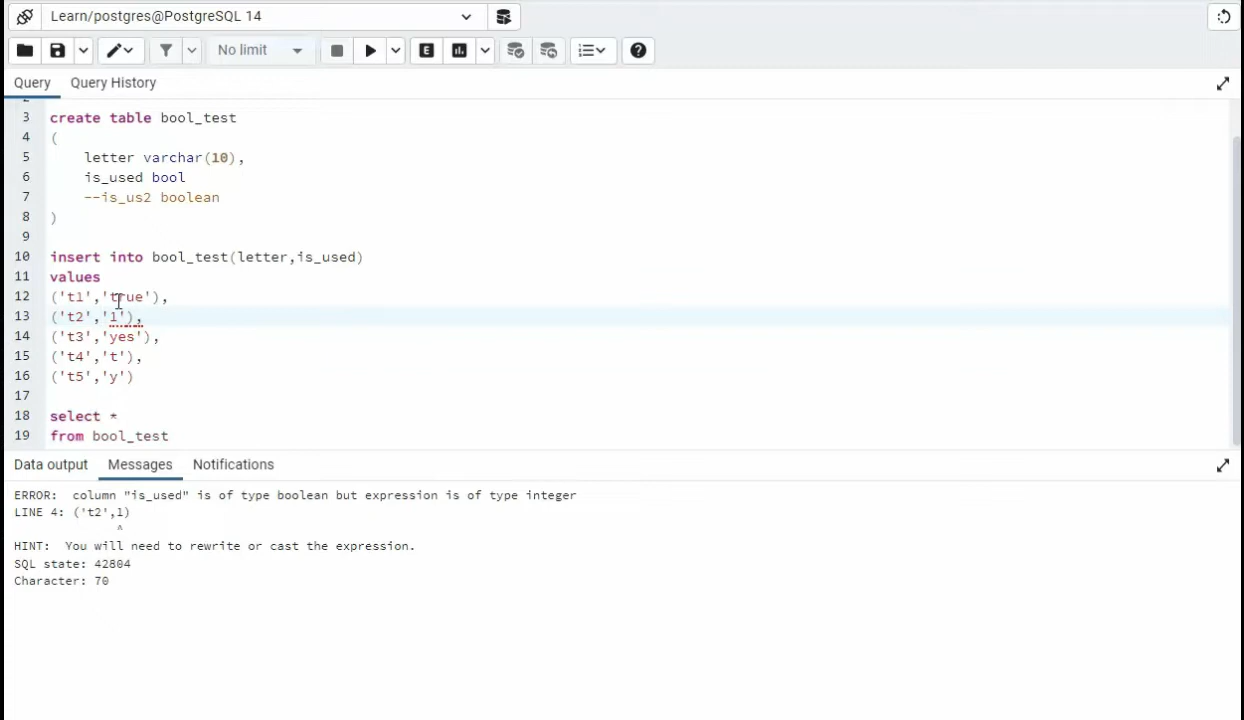 Learn/postgres@PostgreSQL 14
No limit
E
Query Query History
3 create table bool_test
4 (
5 letter varchar(10),
6 is_used bool
7 --is_us2 boolean
8 )
9
10 insert into bool_test(letter,is_used)
11 values
12 ('t1','true'),
13 ('t2','1'),
14 ('t3','yes'),
15 ('t4','t'),
16 ('t5','y')
17
18 select *
19 from bool_test
Data output Messages Notifications
ERROR: column "is_used" is of type boolean but expression is of type integer
LINE 4: ('t2',1)
^
HINT: You will need to rewrite or cast the expression.
SQL state: 42804
Character: 70